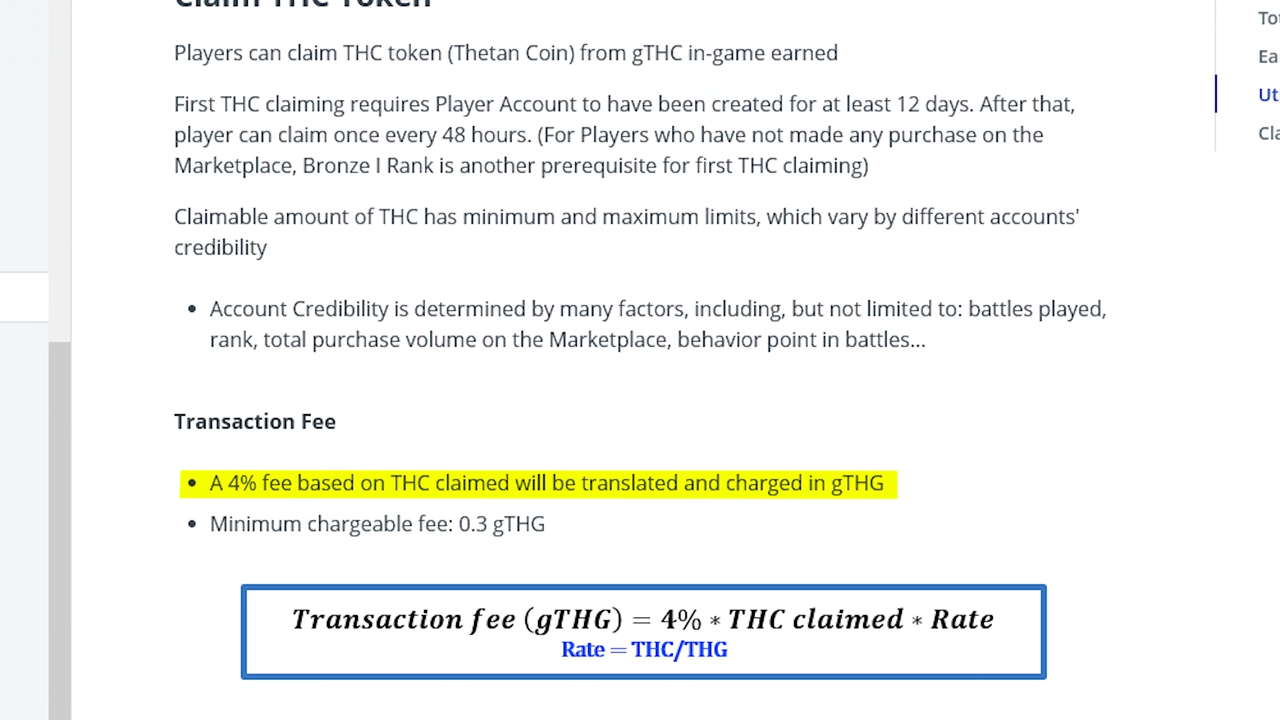 Claim THC Token
Players can claim THC token (Thetan Coin) from gTHC in-game earned
First THC claiming requires Player Account to have been created for at least 12 days. After that,
player can claim once every 48 hours. (For Players who have not made any purchase on the
Marketplace, Bronze I Rank is another prerequisite for first THC claiming)
Claimable amount of THC has minimum and maximum limits, which vary by different accounts'
credibility
• Account Credibility is determined by many factors, including, but not limited to: battles played,
rank, total purchase volume on the Marketplace, behavior point in battles...
Transaction Fee
• A 4% fee based on THC claimed will be translated and charged in gTHG
• Minimum chargeable fee: 0.3 gTHG
Transaction fee (gTHG) = 4% * THC claimed * Rate
Rate = THC/THG